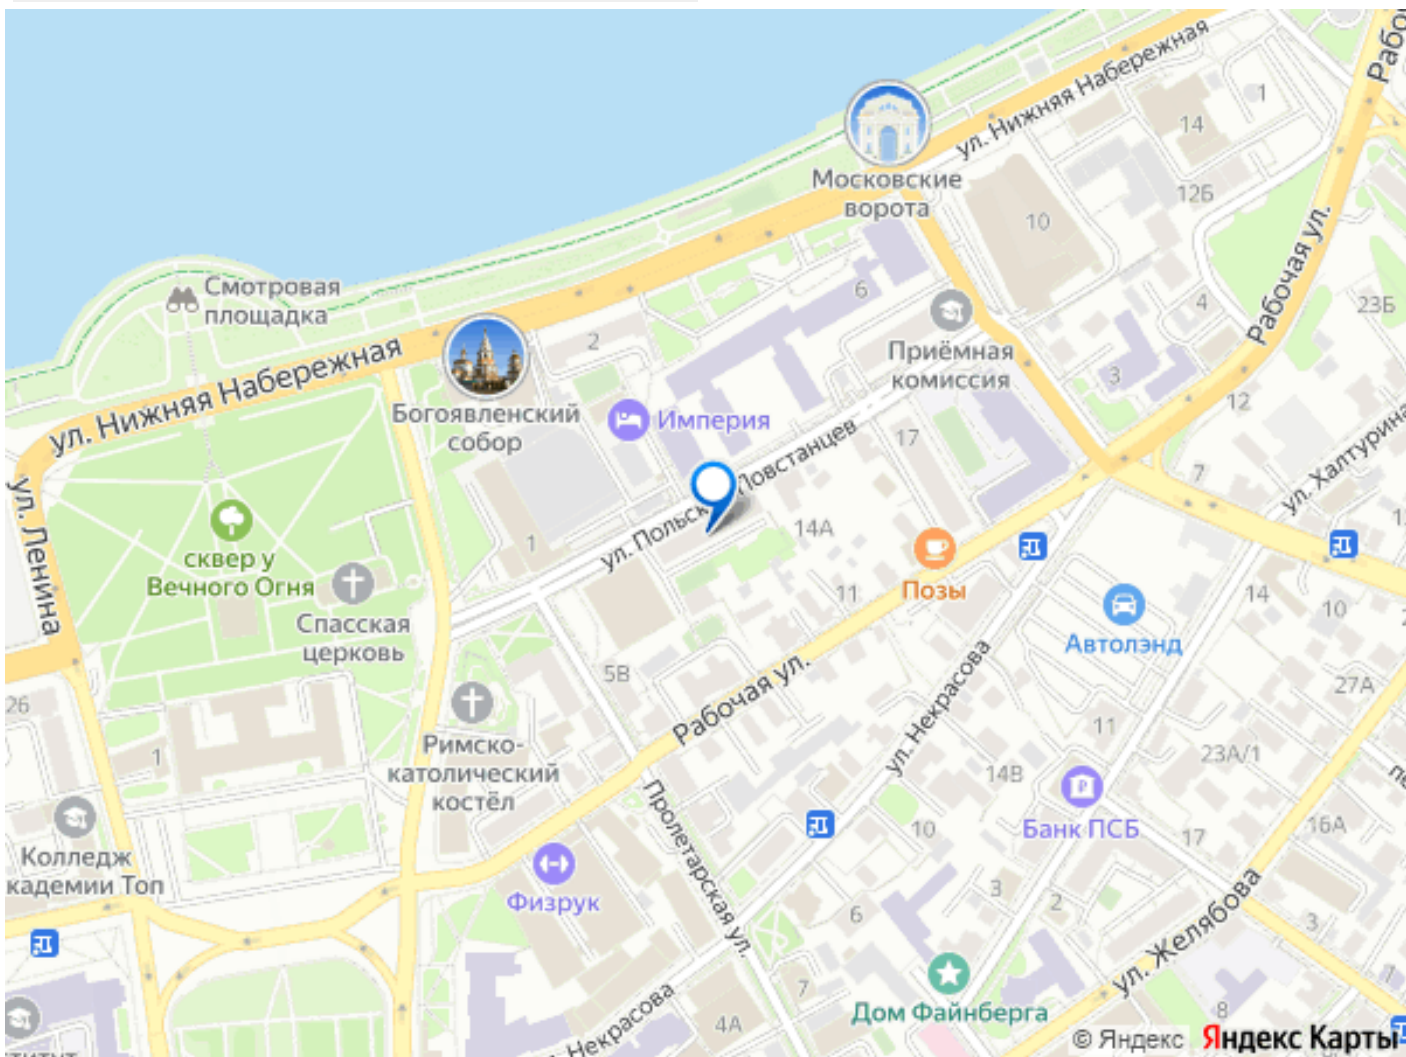 Рабо
ул. Нижняя Набережная
1
14
Московские
ворота
12Б
10
Рабочая ул.
Смотровая
площадка
6
4
23Б
2
Приёмная
комиссия
3
ул. Нижняя Набережная
Богоявленский
собор
Империя
12
17
ул. Халтурина
7
ул. Ленина
ул. Польск
Повстанцев
14А
1
сквер у
Вечного Огня
Позы
11
14
10
Спасская
церковь
Автолэнд
5В
Рабочая ул.
ул. Некрасова
27А
26
11
1
Римско-
католический
костёл
23А/1
14В
Пролетарская ул.
Банк ПСБ
10
17
16А
Колледж
кадемии Топ
Физрук
3
2
6
3
ул. Желябова
7
Дом Файнберга
Некрасова
4А
8
1
© Яндекс Яндекс Карты